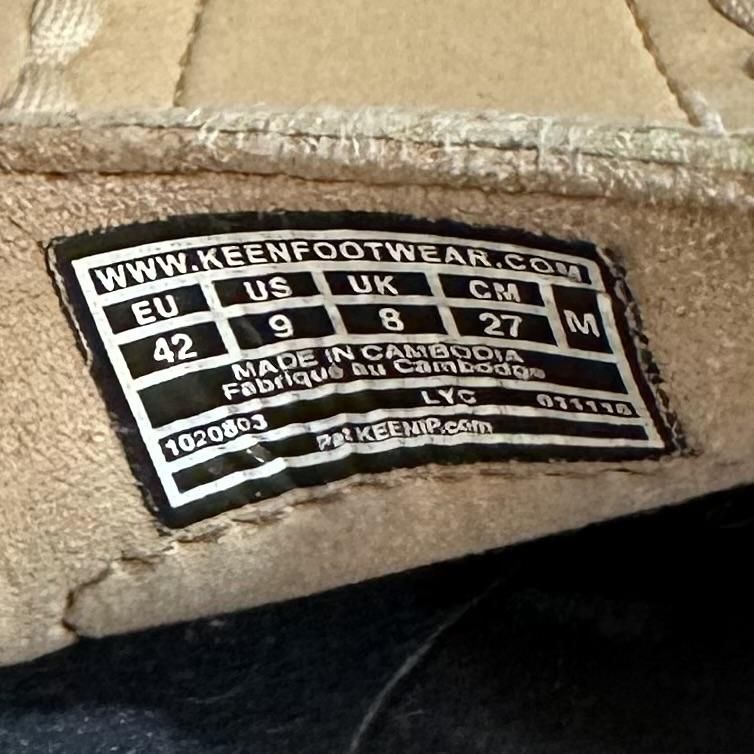 WWW.KEENFOOTWEAR.COM
EU US UK CM M
42 9 8 27
MADE IN CAMBODIA
Fabriqué au Cambodge
LYC
1020803
Pat KEENIP.com